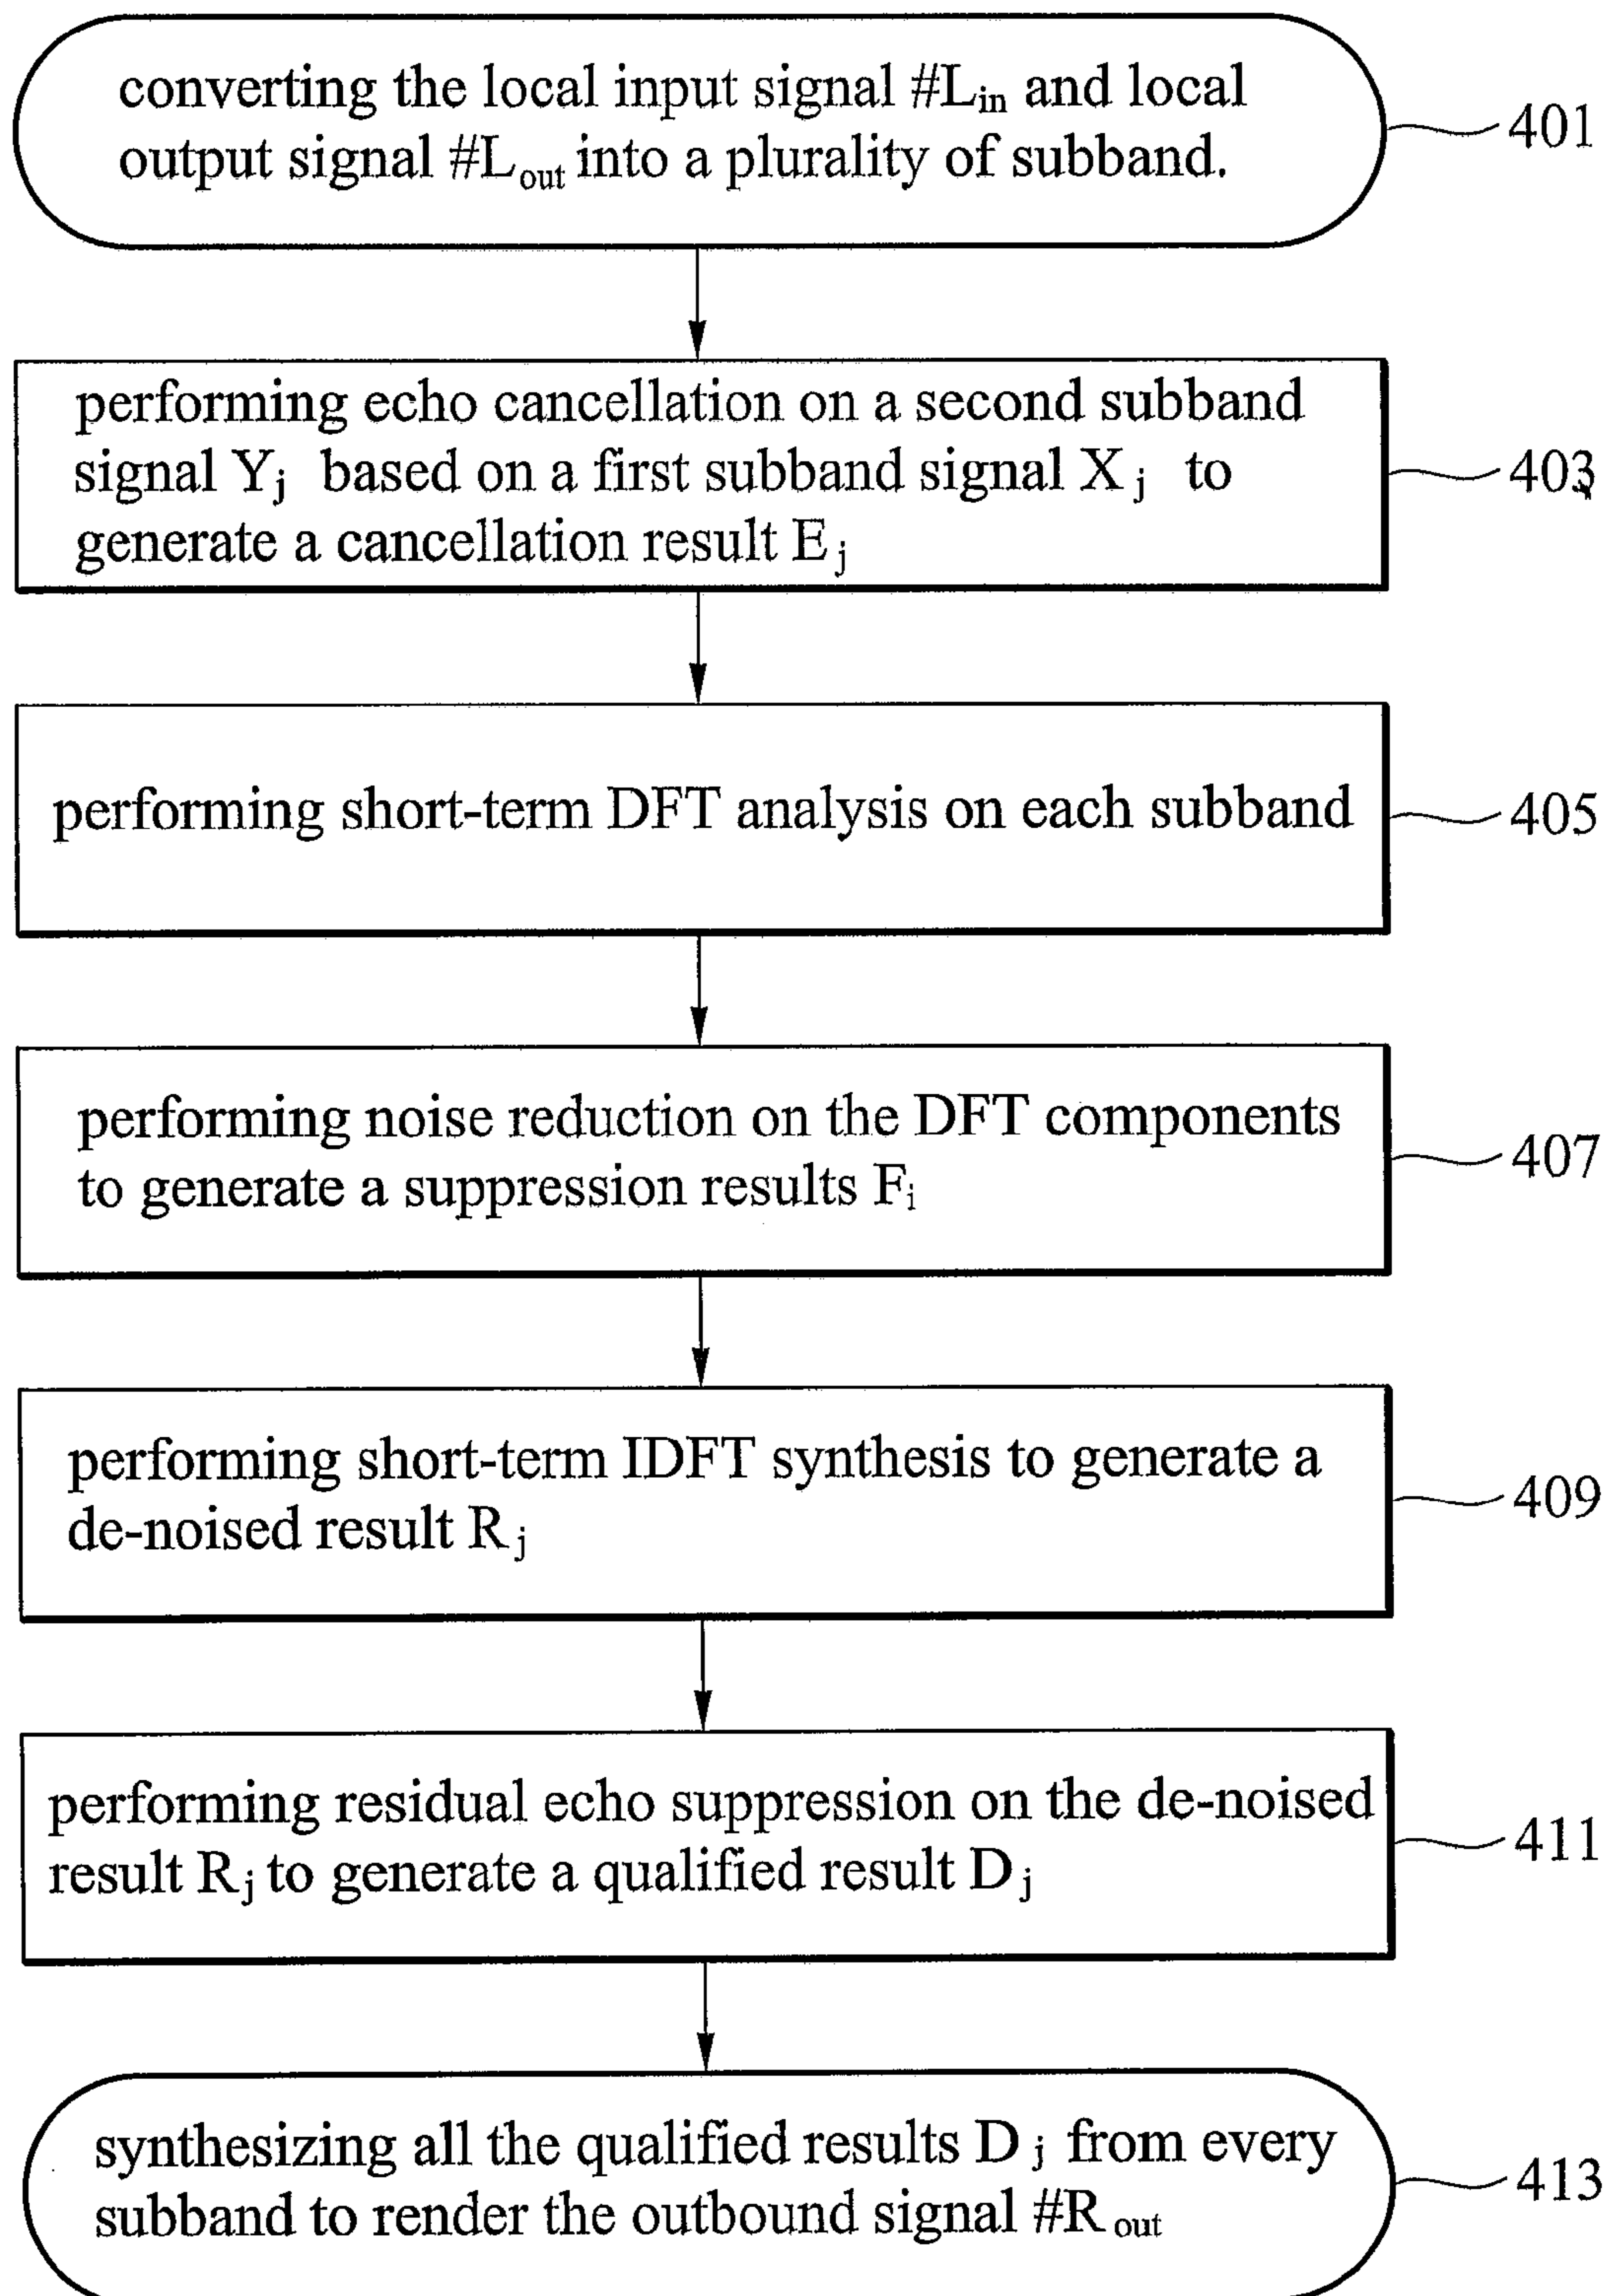 converting the local input signal #Lin and local
output signal #Lout into a plurality of subband.
401
performing echo cancellation on a second subband
signal Yj based on a first subband signal Xj to
generate a cancellation result Ej
403
performing short-term DFT analysis on each subband
405
performing noise reduction on the DFT components
to generate a suppression results Fi
407
performing short-term IDFT synthesis to generate a
de-noised result Rj
409
performing residual echo suppression on the de-noised
result Rj to generate a qualified result Dj
411
synthesizing all the qualified results Dj from every
subband to render the outbound signal #Rout
413